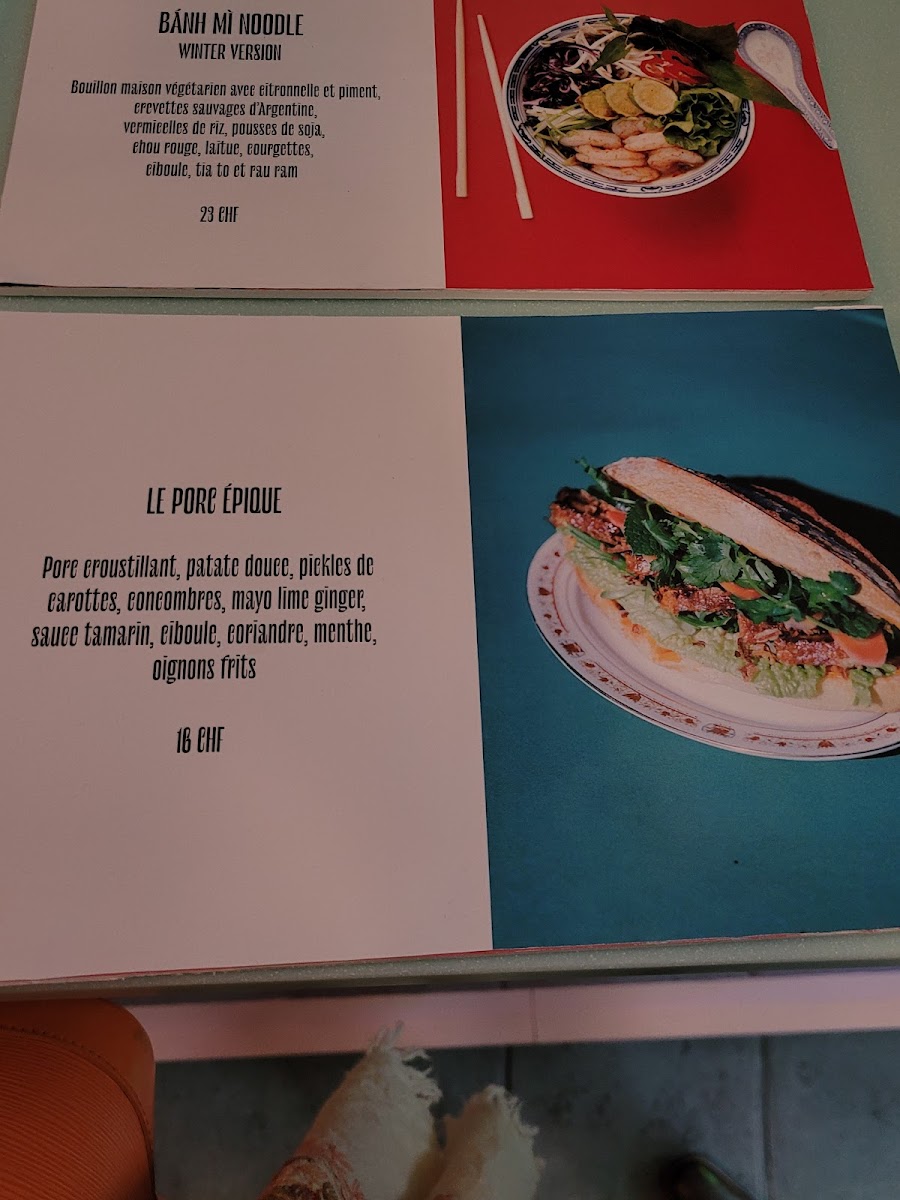 BÁNH MÌ NOODLE
WINTER VERSION
Bouillon maison végétarien avec citronnelle et piment,
crevettes sauvages d'Argentine,
vermicelles de riz, pousses de soja,
chou rouge, laitue, courgettes,
ciboule, tia to et rau ram
23 CHF
LE PORC ÉPIQUE
Porc croustillant, patate douce, pickles de
carottes, concombres, mayo lime ginger,
sauce tamarin, ciboule, coriandre, menthe,
oignons frits
16 CHF